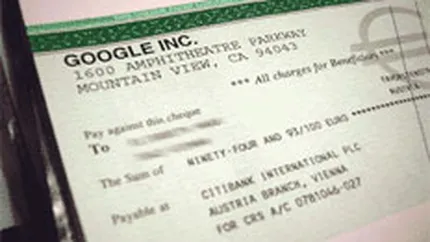 GOOGLE INC.
1600 AMPHITHEATRE PARKWAY
MOUNTAIN VIEW, CA 94043
*** All charges for Beneficiary ***
Pay against this cheque
To
The Sum of NINETY-FOUR AND 93/100 EURO
Payable at CITIBANK INTERNATIONAL PLC
AUSTRIA BRANCH, VIENNA
FOR CRS A/C 0781046-027